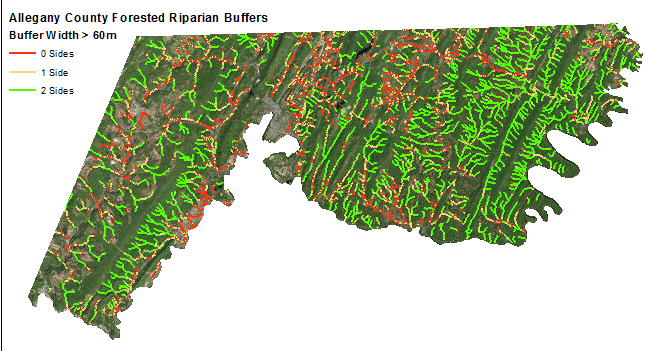 Allegany County Forested Riparian Buffers
Buffer Width > 60m
0 Sides
1 Side
2 Sides